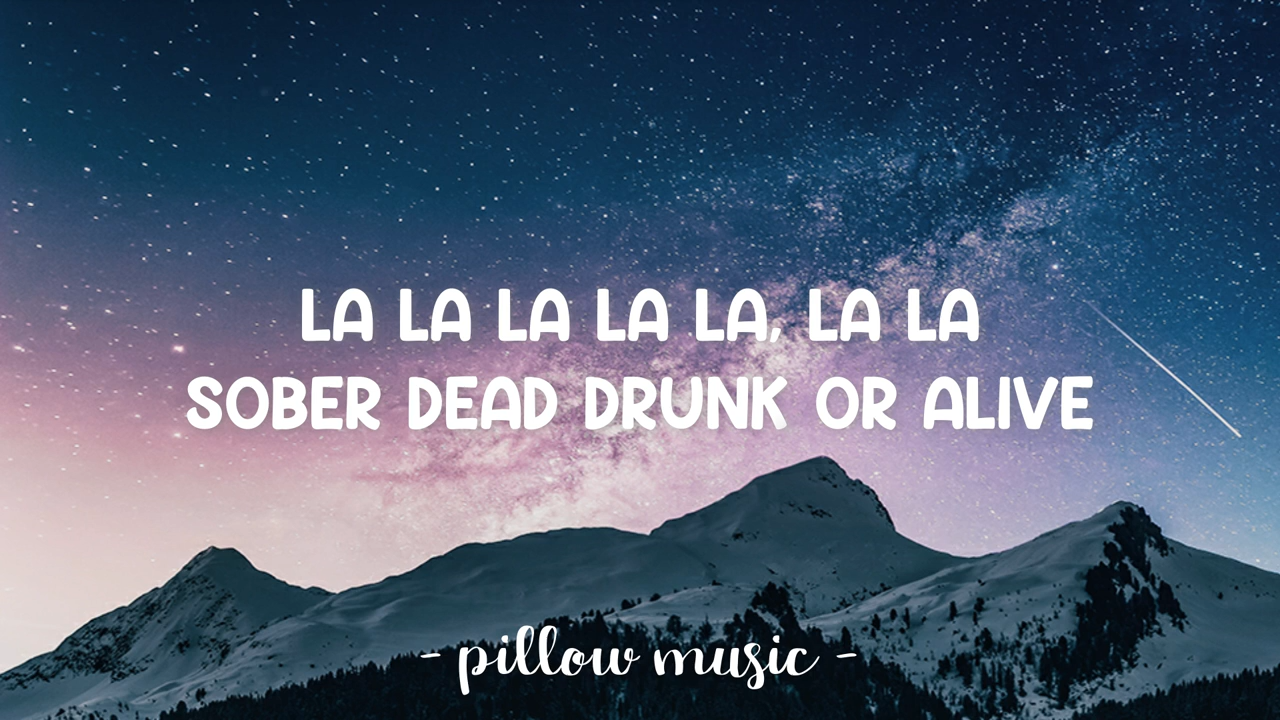 LA LA LA LA LA, LA LA
SOBER DEAD DRUNK OR ALIVE
- pillow music -